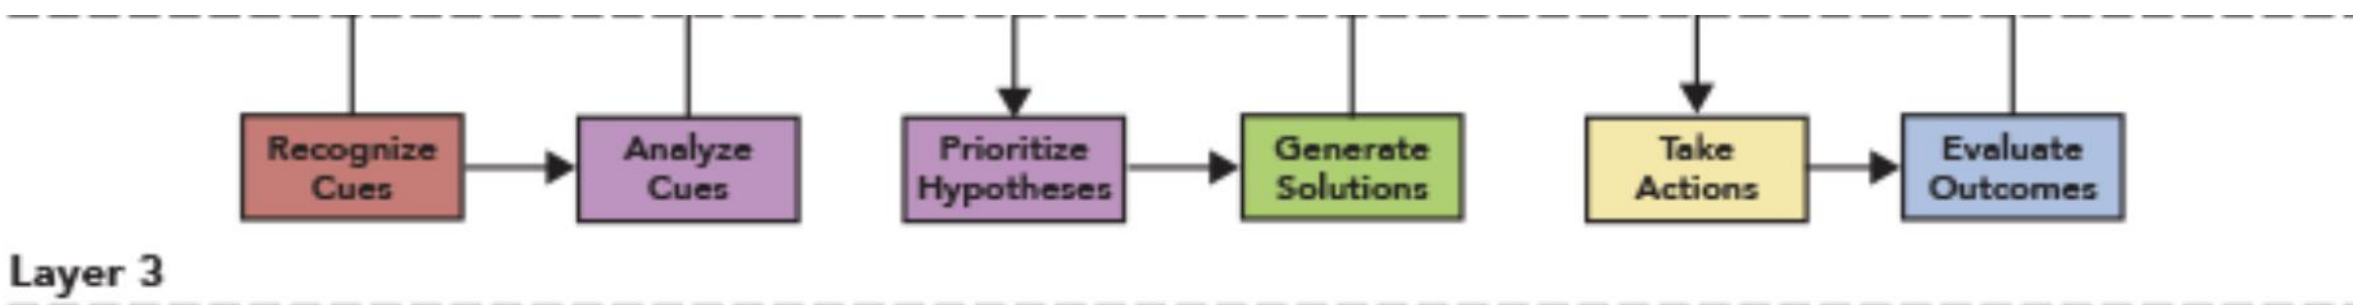 Recognize
Cues
Analyze
Cues
Prioritize
Hypotheses
Generate
Solutions
Take
Actions
Evaluate
Outcomes
Layer 3